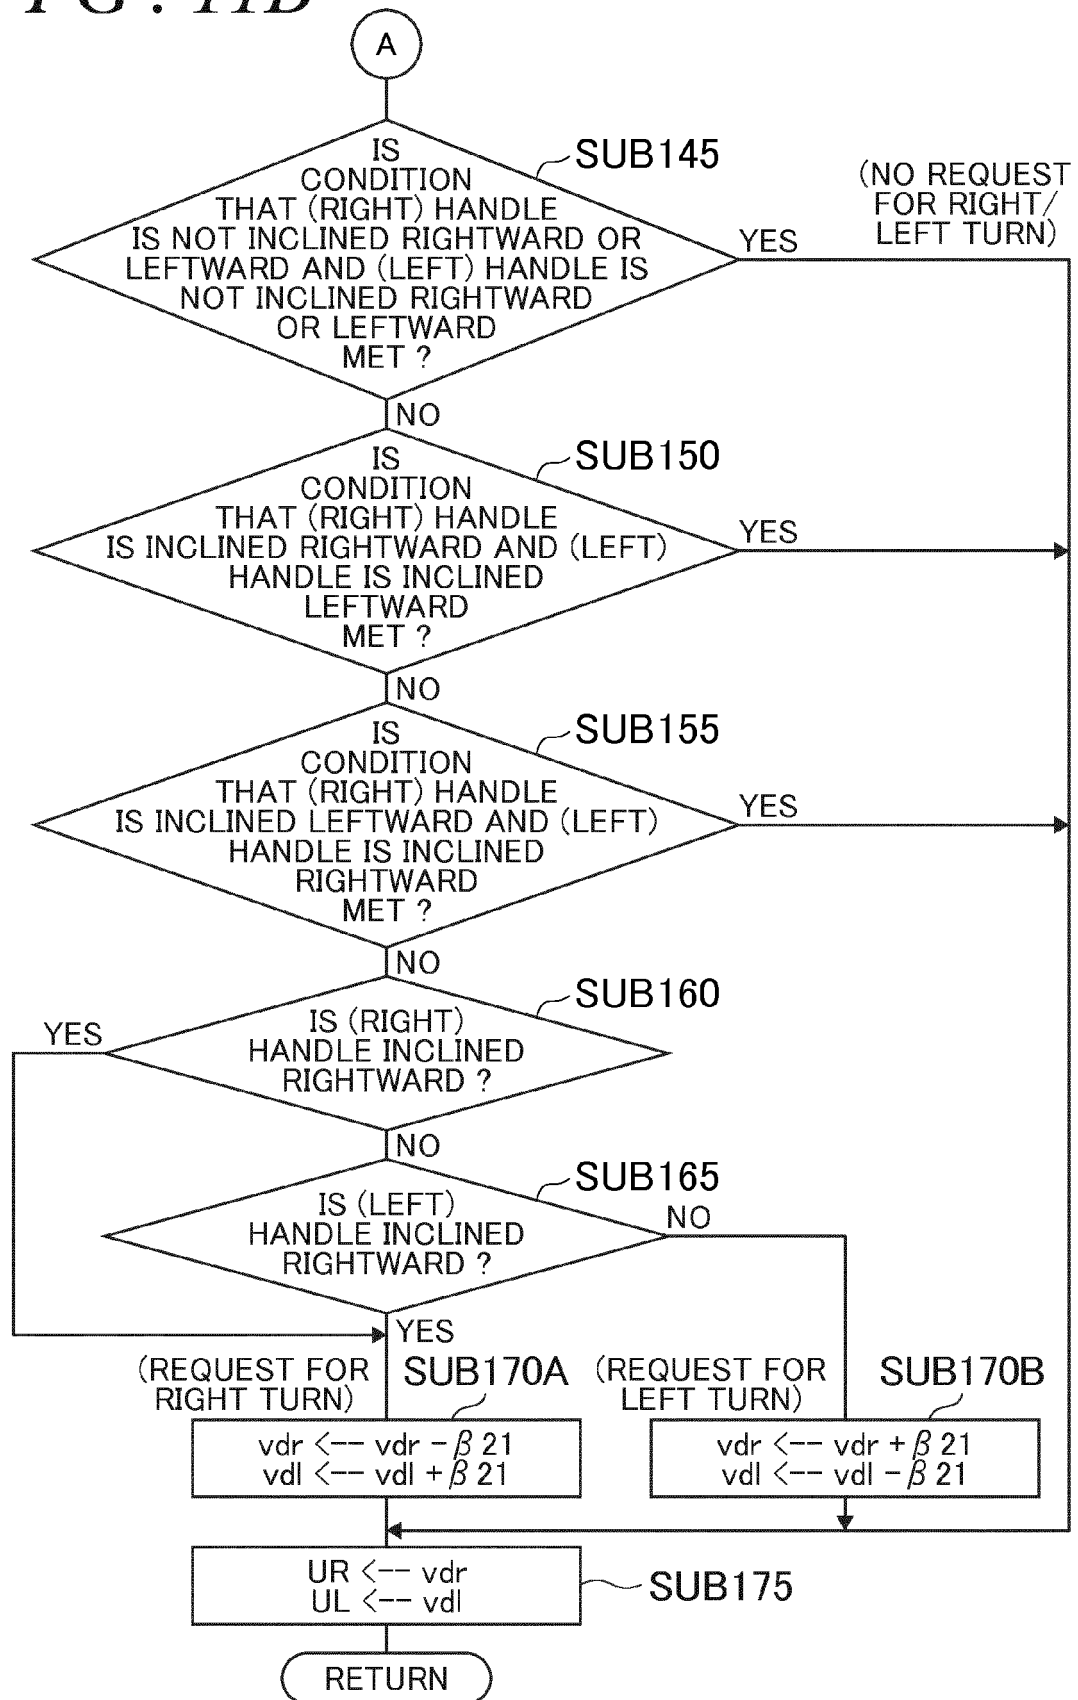 A
IS
CONDITION
THAT (RIGHT) HANDLE
IS NOT INCLINED RIGHTWARD OR
LEFTWARD AND (LEFT) HANDLE IS
NOT INCLINED RIGHTWARD
OR LEFTWARD
MET ?
SUB145
YES
(NO REQUEST
FOR RIGHT/
LEFT TURN)
NO
IS
CONDITION
THAT (RIGHT) HANDLE
IS INCLINED RIGHTWARD AND (LEFT)
HANDLE IS INCLINED
LEFTWARD
MET ?
SUB150
YES
NO
IS
CONDITION
THAT (RIGHT) HANDLE
IS INCLINED LEFTWARD AND (LEFT)
HANDLE IS INCLINED
RIGHTWARD
MET ?
SUB155
YES
NO
IS (RIGHT)
HANDLE INCLINED
RIGHTWARD ?
SUB160
YES
NO
IS (LEFT)
HANDLE INCLINED
RIGHTWARD ?
SUB165
NO
YES
(REQUEST FOR
RIGHT TURN)
SUB170A
vdr <-- vdr - β 21
vdl <-- vdl + β 21
(REQUEST FOR
LEFT TURN)
SUB170B
vdr <-- vdr + β 21
vdl <-- vdl - β 21
UR <-- vdr
UL <-- vdl
SUB175
RETURN